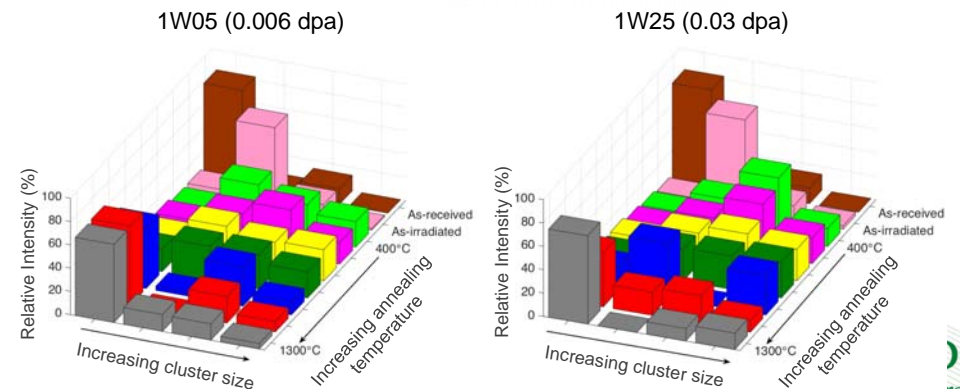 1W05 (0.006 dpa)
Relative Intensity (%)
100
80
60
40
20
0
As-received
As-irradiated
400°C
1300°C
Increasing cluster size
Increasing annealing
temperature
1W25 (0.03 dpa)
Relative Intensity (%)
100
80
60
40
20
0
As-received
As-irradiated
400°C
1300°C
Increasing cluster size
Increasing annealing
temperature